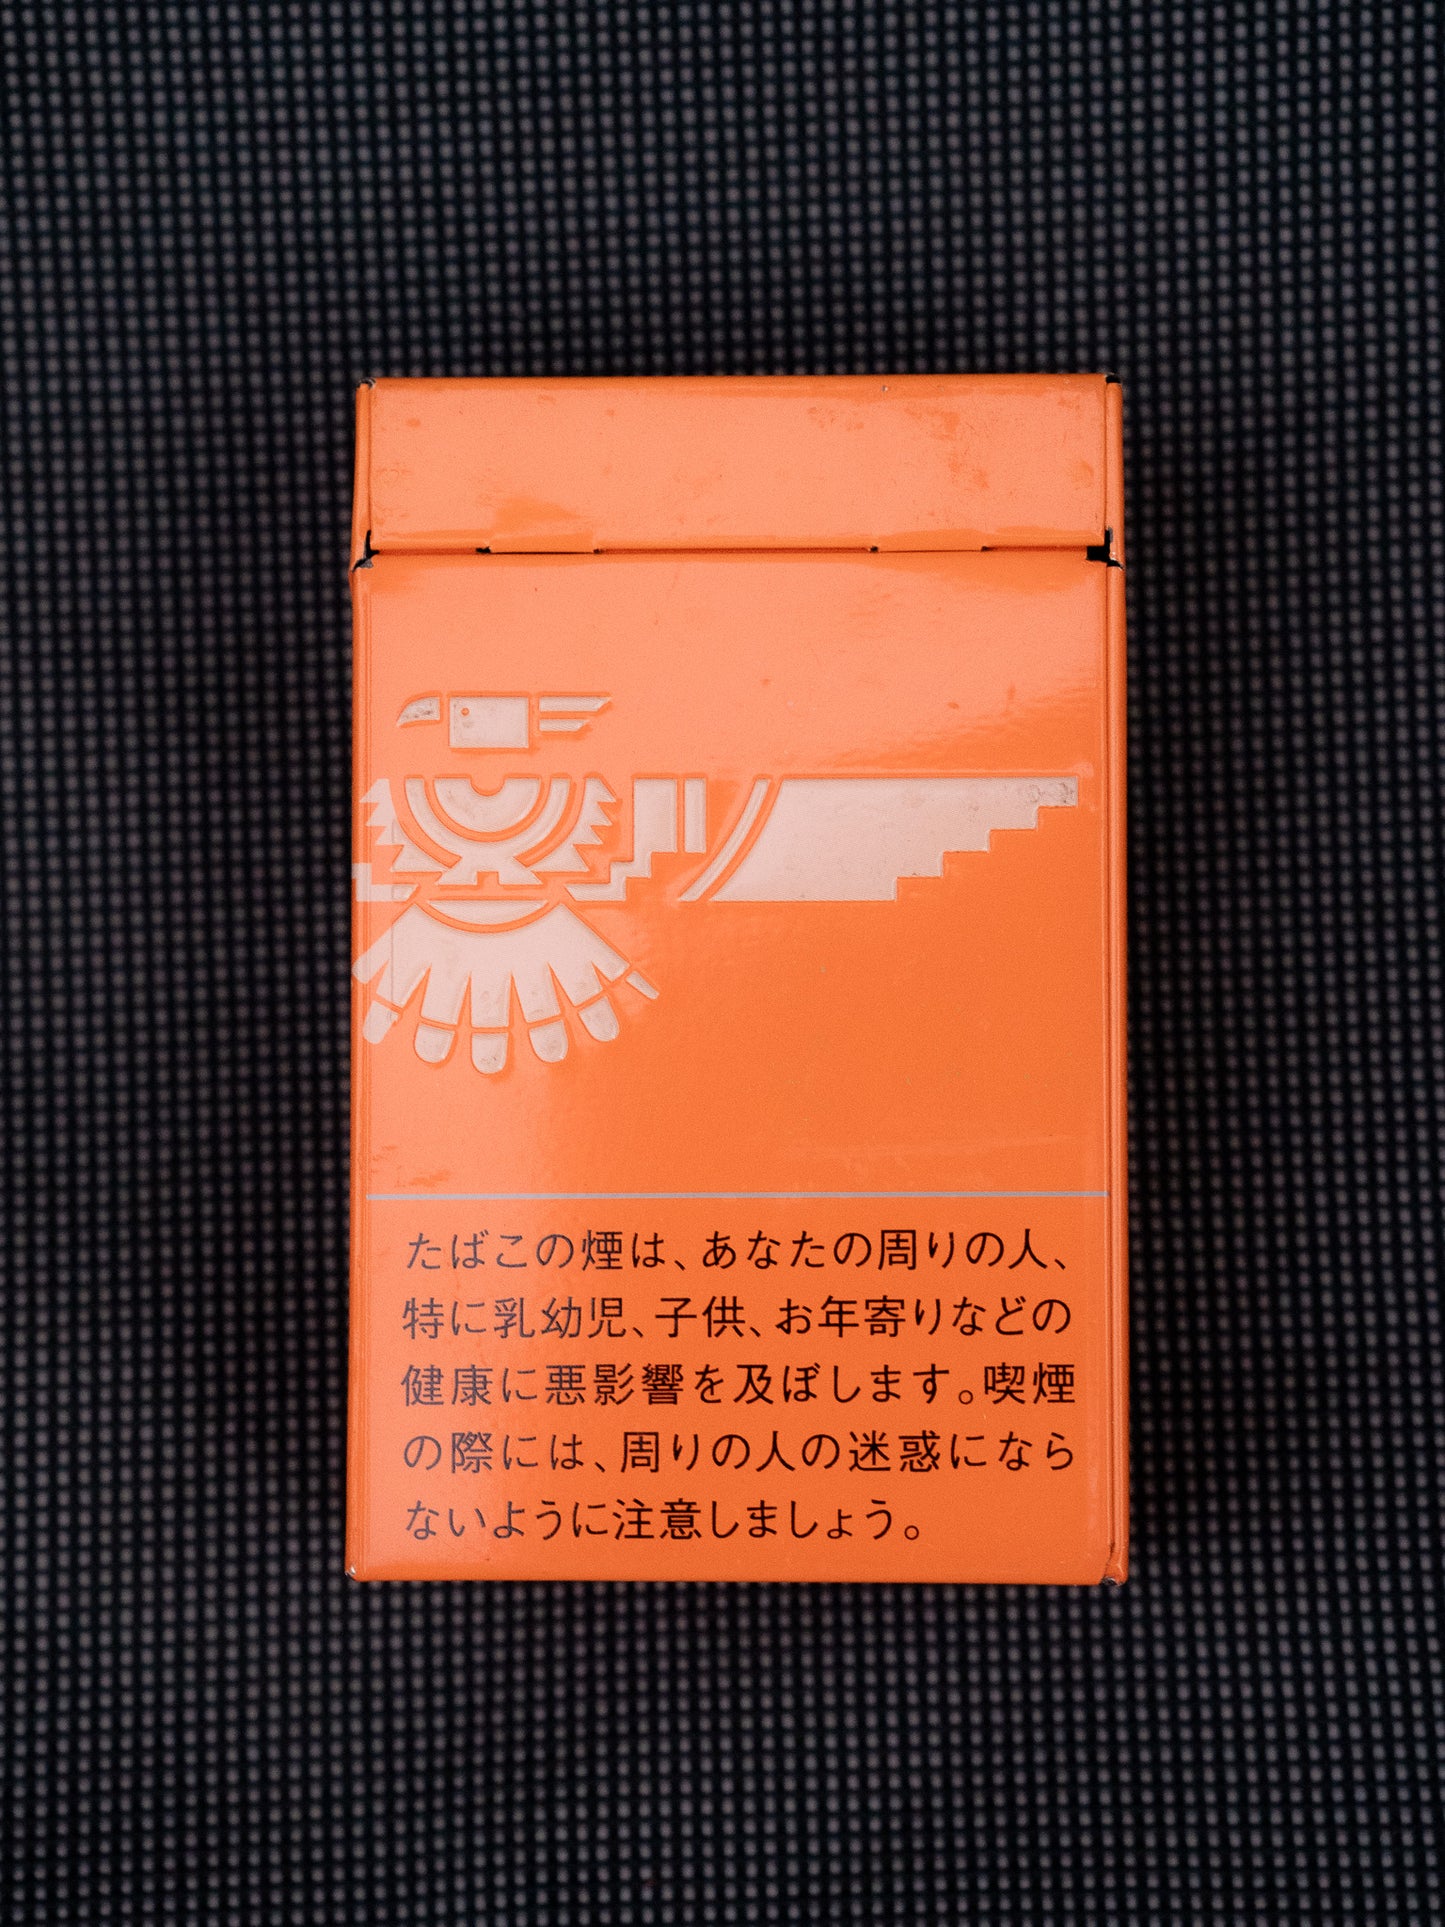 たばこの煙は、あなたの周りの人、
特に乳幼児、子供、お年寄りなどの
健康に悪影響を及ぼします。喫煙
の際には、周りの人の迷惑になら
ないように注意しましょう。